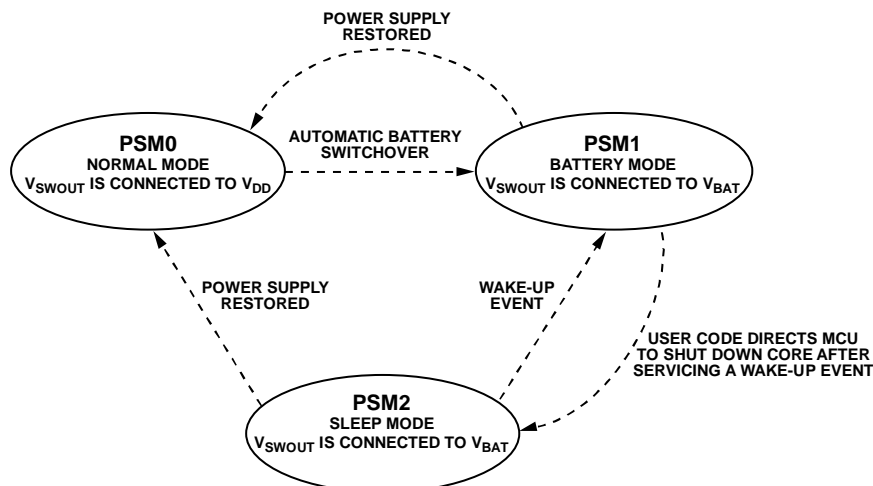 POWER SUPPLY
RESTORED
PSM0
NORMAL MODE
VSWOUT IS CONNECTED TO VDD
AUTOMATIC BATTERY
SWITCHOVER
PSM1
BATTERY MODE
VSWOUT IS CONNECTED TO VBAT
POWER SUPPLY
RESTORED
WAKE-UP
EVENT
USER CODE DIRECTS MCU
TO SHUT DOWN CORE AFTER
SERVICING A WAKE-UP EVENT
PSM2
SLEEP MODE
VSWOUT IS CONNECTED TO VBAT